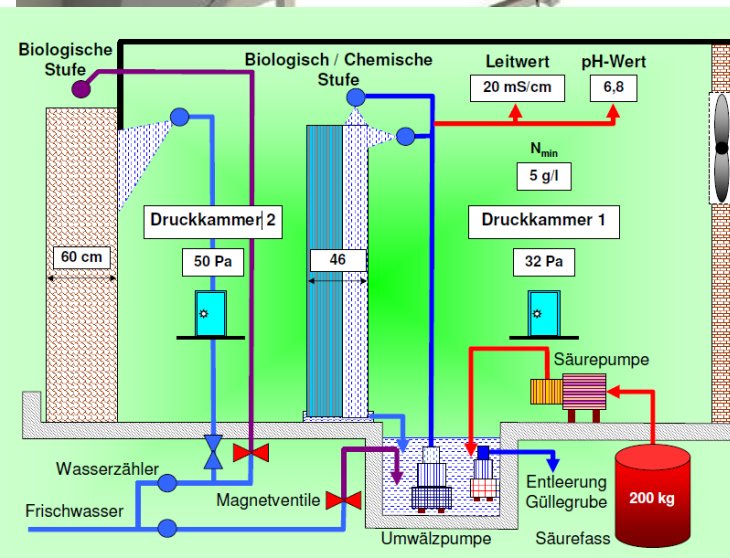 Biologische
Stufe
Biologisch / Chemische
Stufe
Leitwert
20 mS/cm
pH-Wert
6,8
Nmin
5 g/l
Druckkammer 2
Druckkammer 1
60 cm
50 Pa
46
32 Pa
Säurepumpe
Wasserzähler
Magnetventile
Frischwasser
Umwälzpumpe
Entleerung
Güllegrube
200 kg
Säurefass